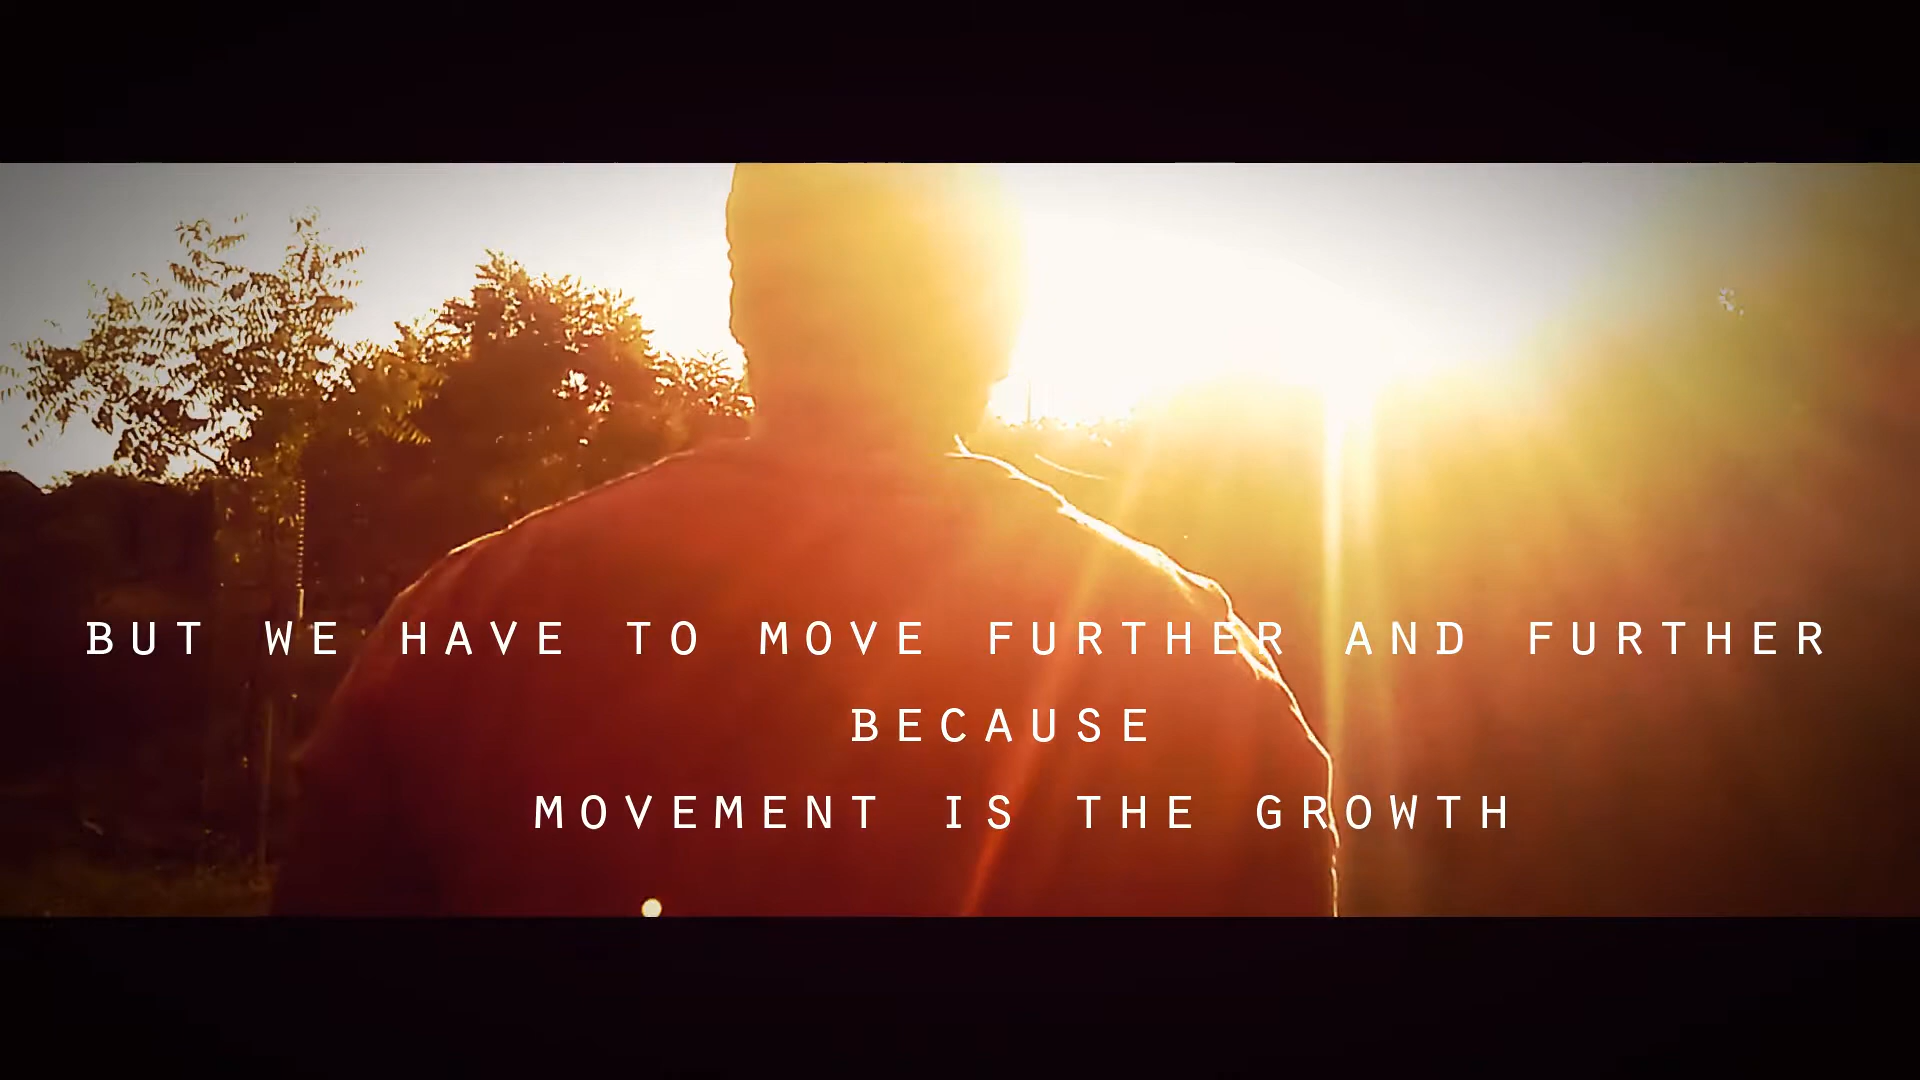 BUT WE HAVE TO MOVE FURTHER AND FURTHER
BECAUSE
MOVEMENT IS THE GROWTH